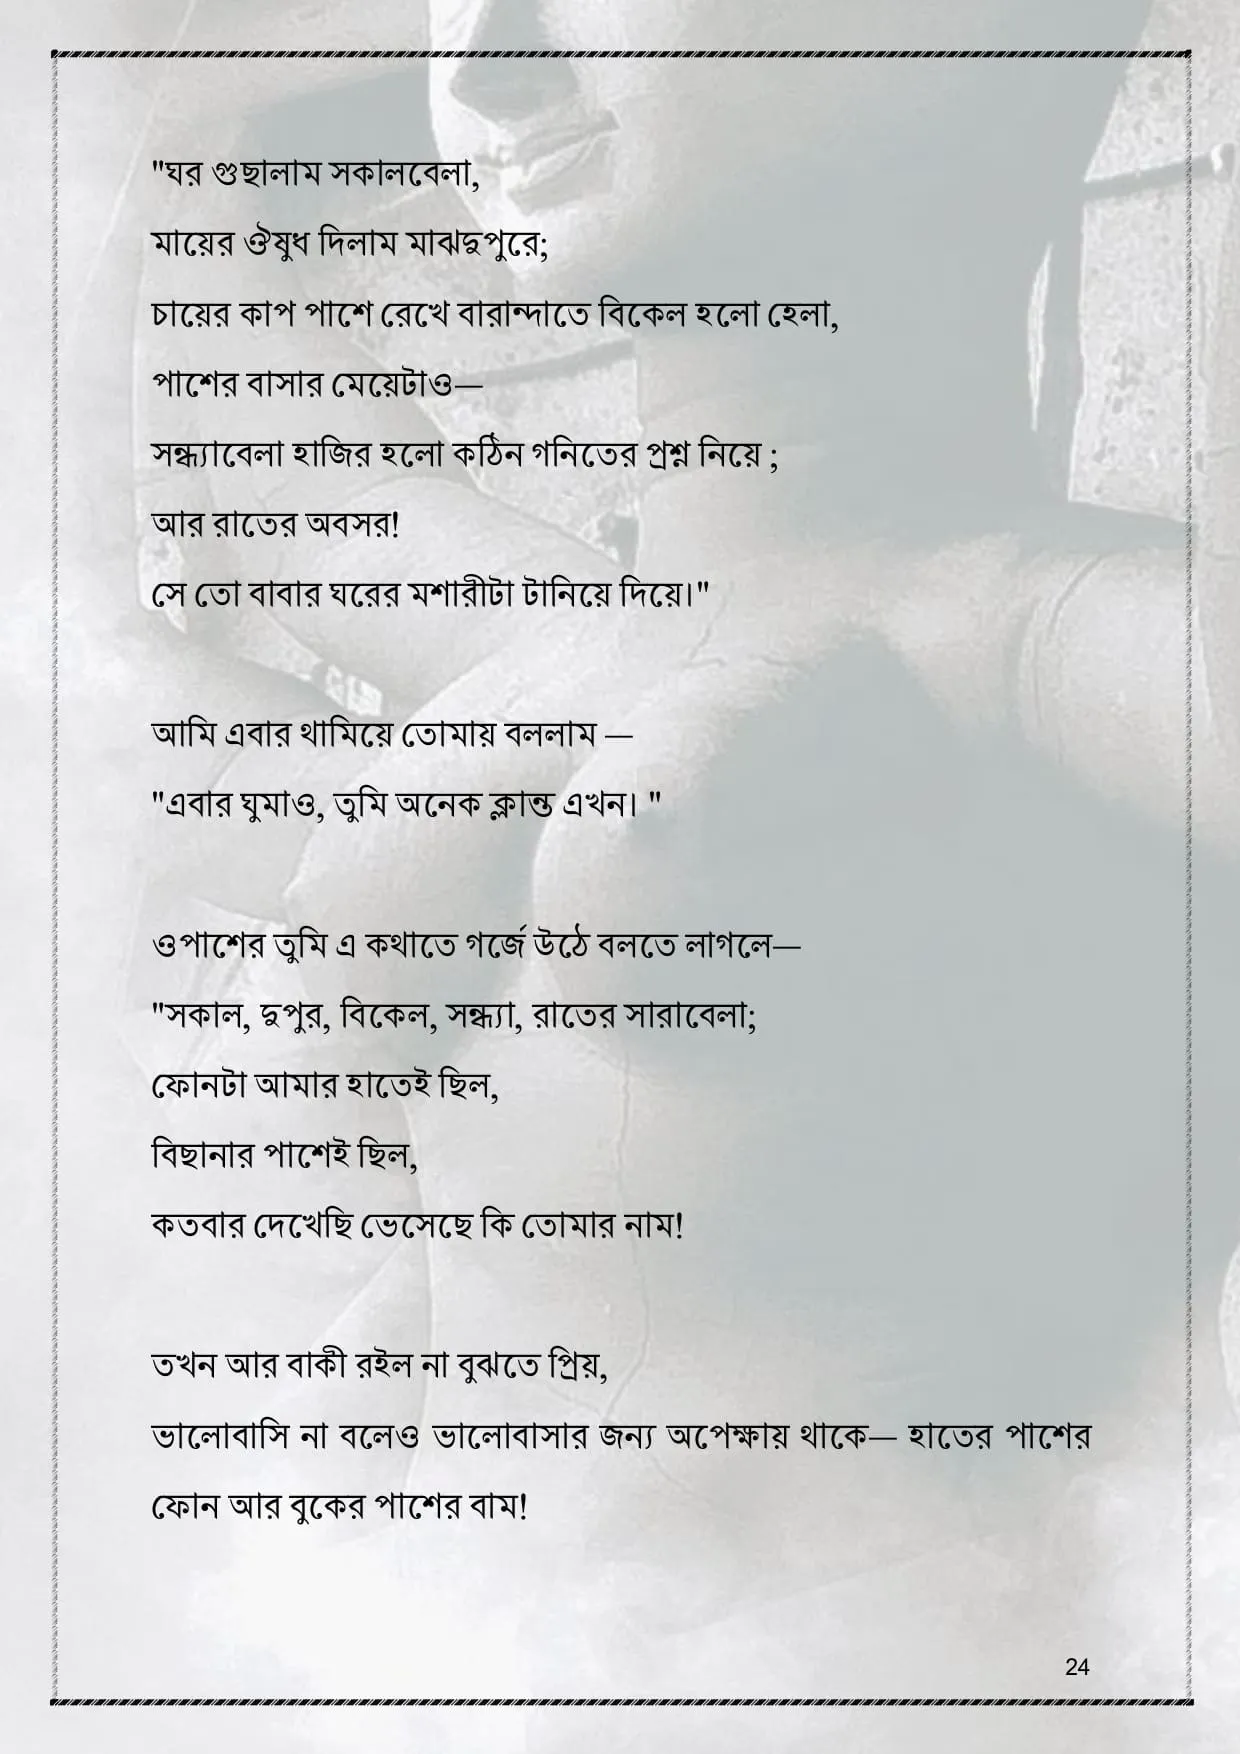 "ঘর গুছালাম সকালবেলা,
মায়ের ঔষুধ দিলাম মাঝদুপুরে;
চায়ের কাপ পাশে রেখে বারান্দাতে বিকেল হলো হেলা,
পাশের বাসার মেয়েটাও—
সন্ধ্যাবেলা হাজির হলো কঠিন গনিতের প্রশ্ন নিয়ে ;
আর রাতের অবসর!
সে তো বাবার ঘরের মশারীটা টানিয়ে দিয়ে।"
আমি এবার থামিয়ে তোমায় বললাম —
"এবার ঘুমাও, তুমি অনেক ক্লান্ত এখন। "
ওপাশের তুমি এ কথাতে গর্জে উঠে বলতে লাগলে—
"সকাল, দুপুর, বিকেল, সন্ধ্যা, রাতের সারাবেলা;
ফোনটা আমার হাতেই ছিল,
বিছানার পাশেই ছিল,
কতবার দেখেছি ভেসেছে কি তোমার নাম!
তখন আর বাকী রইল না বুঝতে প্রিয়,
ভালোবাসি না বলেও ভালোবাসার জন্য অপেক্ষায় থাকে— হাতের পাশের
ফোন আর বুকের পাশের বাম!
24